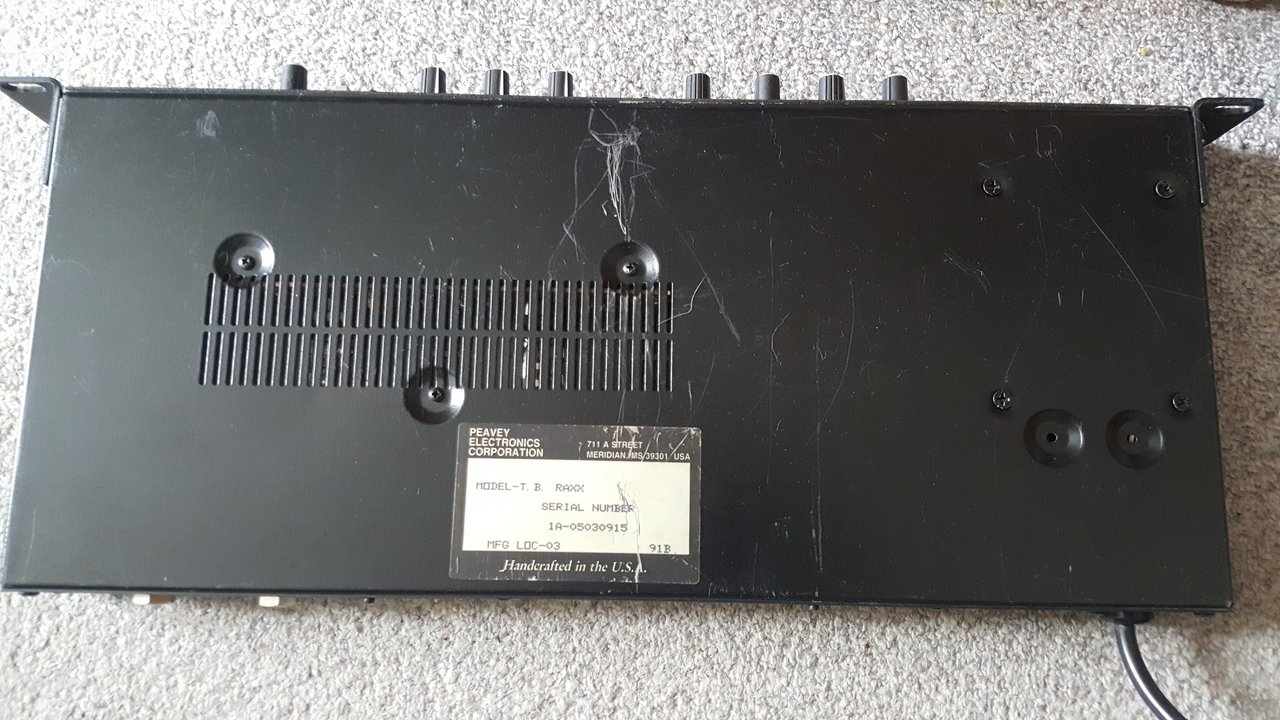 PEAVEY
ELECTRONICS
CORPORATION
711 A STREET
MERIDIAN, MS 39301 USA
MODEL-T. B. RAXX
SERIAL NUMBER
1A-05030915
MFG LOC-03 91B
Handcrafted in the U.S.A.